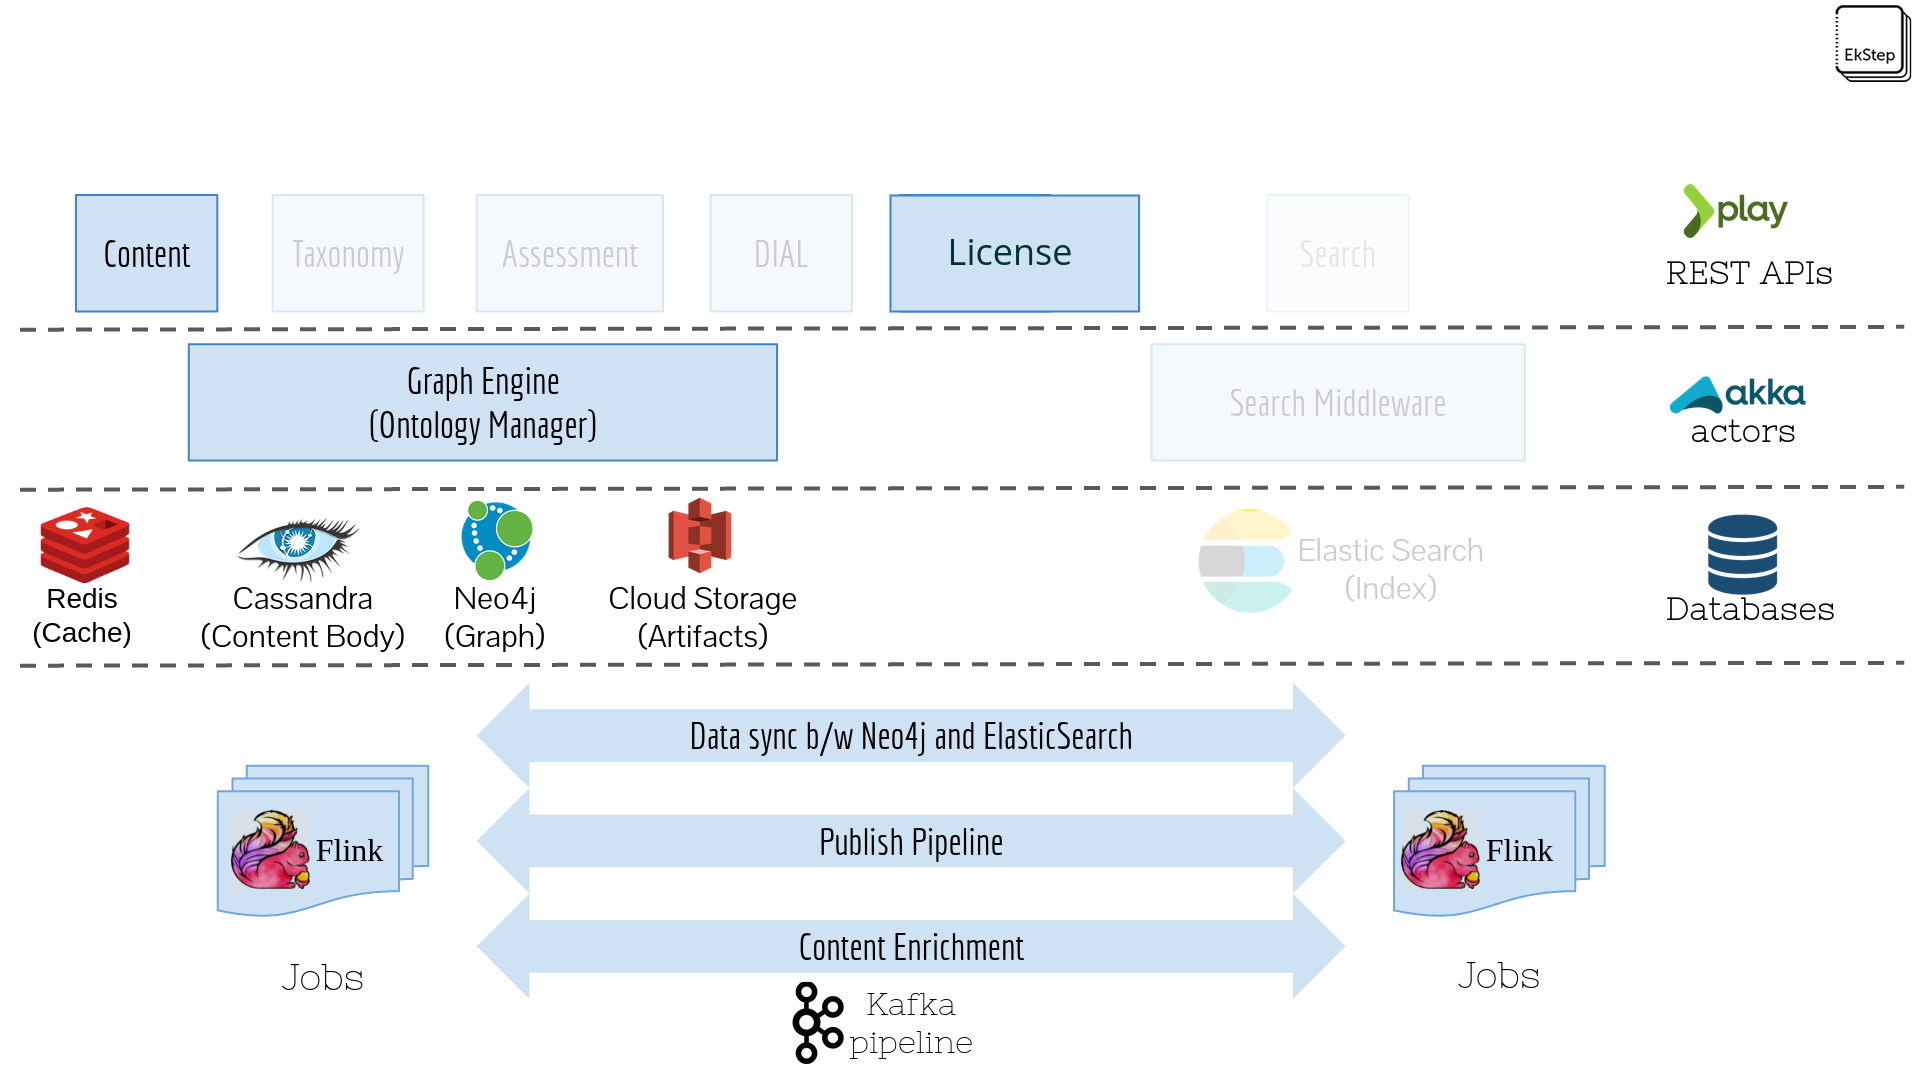 EkStep
Content
Taxonomy
Assessment
DIAL
License
Search
play
REST APIs
Graph Engine
(Ontology Manager)
Search Middleware
akka
actors
Redis
(Cache)
Cassandra
(Content Body)
Neo4j
(Graph)
Cloud Storage
(Artifacts)
Elastic Search
(Index)
Databases
Data sync b/w Neo4j and ElasticSearch
Publish Pipeline
Content Enrichment
Flink
Jobs
Flink
Jobs
Kafka
pipeline